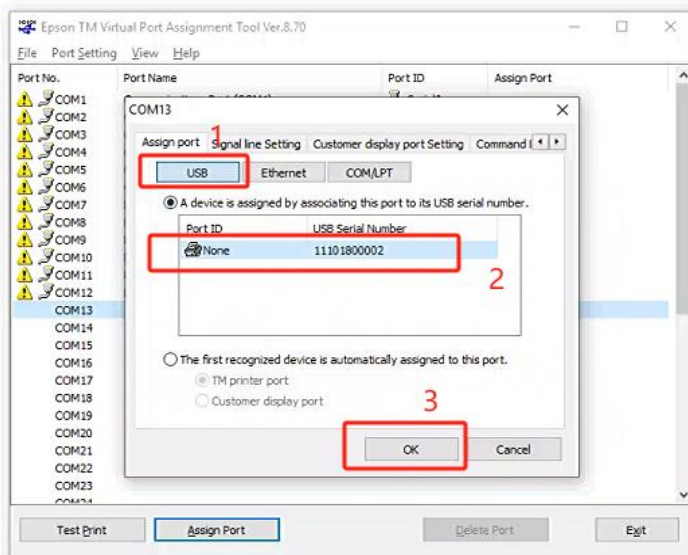 Epson TM Virtual Port Assignment Tool Ver.8.70
File Port Setting View Help
Port No. Port Name Port ID Assign Port
COM1
COM2
COM3
COM4
COM5
COM6
COM7
COM8
COM9
COM10
COM11
COM12
COM13
COM14
COM15
COM16
COM17
COM18
COM19
COM20
COM21
COM22
COM23
COM24
COM13
1
Assign port Signal line Setting Customer display port Setting Command
USB Ethernet COM/LPT
A device is assigned by associating this port to its USB serial number.
Port ID USB Serial Number
None 11101800002
2
The first recognized device is automatically assigned to this port.
TM printer port
Customer display port
3
OK Cancel
Test Print Assign Port Delete Port Exit